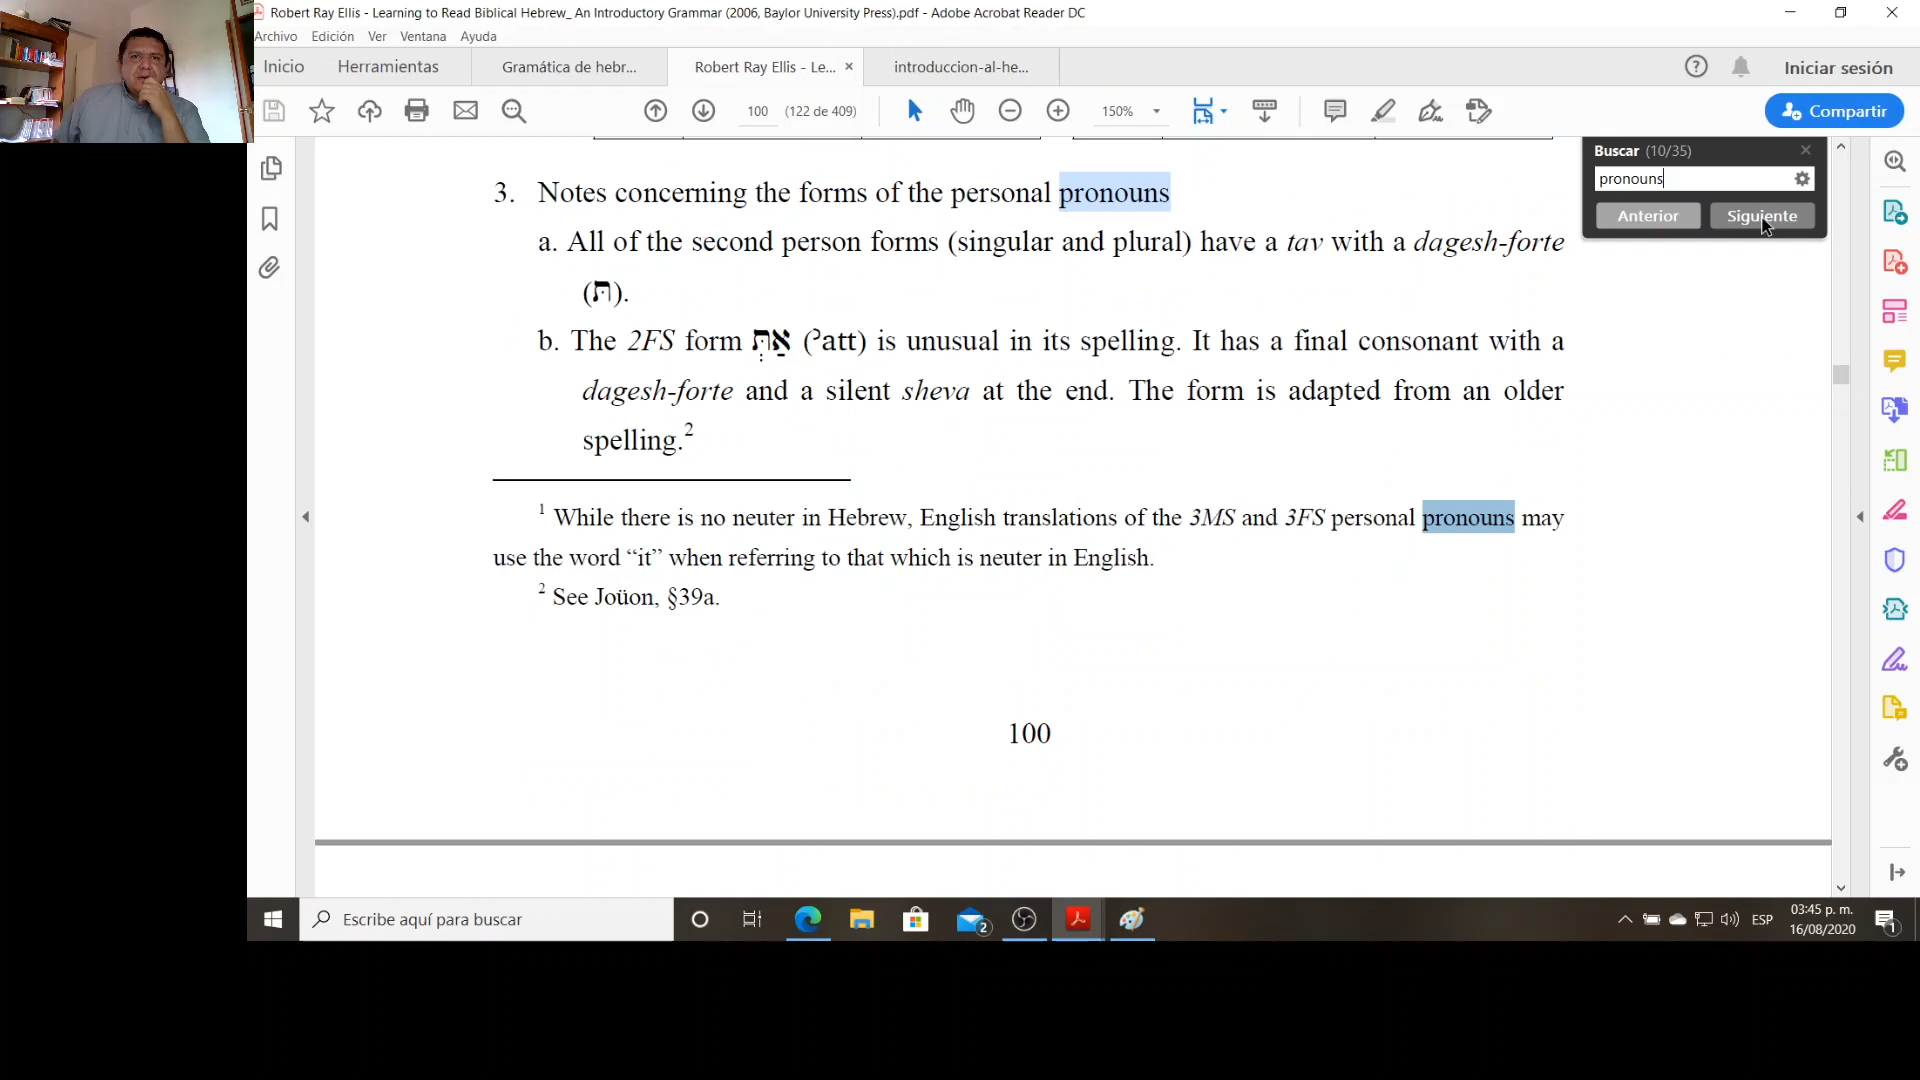 Robert Ray Ellis - Learning to Read Biblical Hebrew_ An Introductory Grammar (2006, Baylor University Press).pdf - Adobe Acrobat Reader DC
Archivo Edición Ver Ventana Ayuda
Inicio Herramientas Gramática de hebr... Robert Ray Ellis - Le... × introduccion-al-he... Iniciar sesión
100 (122 de 409) 150% Compartir
Buscar (10/35)
pronouns
Anterior Siguiente
3. Notes concerning the forms of the personal pronouns
a. All of the second person forms (singular and plural) have a tav with a dagesh-forte
(תּ).
b. The 2FS form אַתְּ (ʾatt) is unusual in its spelling. It has a final consonant with a
dagesh-forte and a silent sheva at the end. The form is adapted from an older
spelling.2
1 While there is no neuter in Hebrew, English translations of the 3MS and 3FS personal pronouns may
use the word “it” when referring to that which is neuter in English.
2 See Joüon, §39a.
100
Escribe aquí para buscar 2 ESP 03:45 p. m.
16/08/2020 1